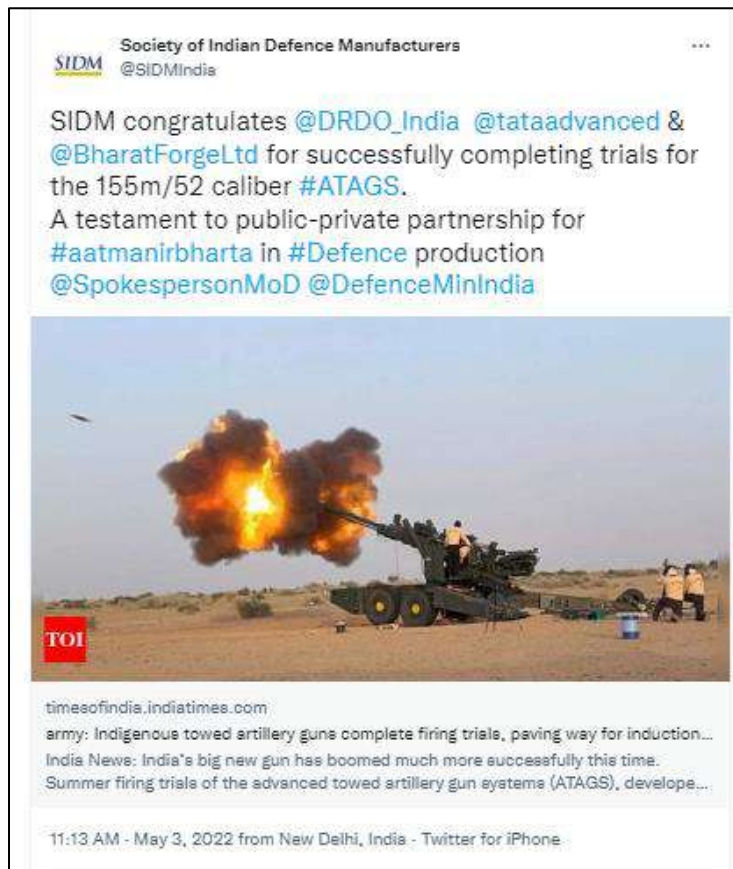 Society of Indian Defence Manufacturers
SIDM
@SIDMIndia
SIDM congratulates @DRDO_India @tataadvanced &
@BharatForgeLtd for successfully completing trials for
the 155m/52 caliber #ATAGS.
A testament to public-private partnership for
#aatmanirbharta in #Defence production
@SpokespersonMoD @DefenceMinIndia
TOI
timesofindia.indiatimes.com
army: Indigenous towed artillery guns complete firing trials, paving way for induction...
India News: India's big new gun has boomed much more successfully this time.
Summer firing trials of the advanced towed artillery gun systems (ATAGS), develope...
11:13 AM - May 3, 2022 from New Delhi, India - Twitter for iPhone